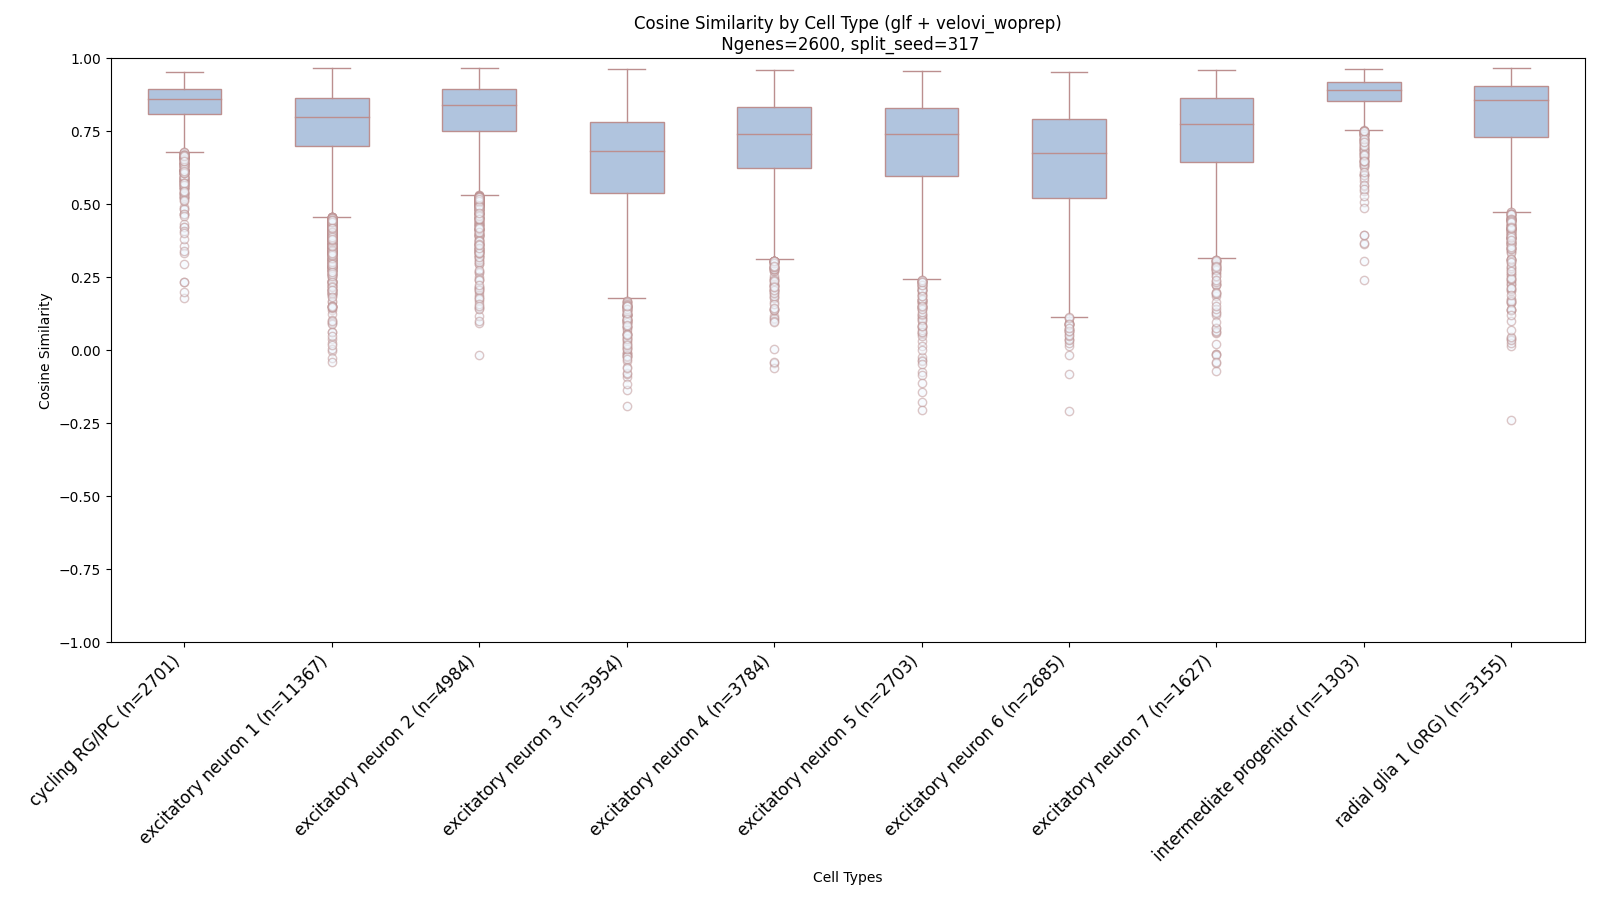 Cosine Similarity by Cell Type (glf + velovi_woprep)
Ngenes=2600, split_seed=317
1.00
0.75
0.50
0.25
0.00
−0.25
−0.50
−0.75
−1.00
Cosine Similarity
cycling RG/IPC (n=2701)
excitatory neuron 1 (n=11367)
excitatory neuron 2 (n=4984)
excitatory neuron 3 (n=3954)
excitatory neuron 4 (n=3784)
excitatory neuron 5 (n=2703)
excitatory neuron 6 (n=2685)
excitatory neuron 7 (n=1627)
intermediate progenitor (n=1303)
radial glia 1 (oRG) (n=3155)
Cell Types